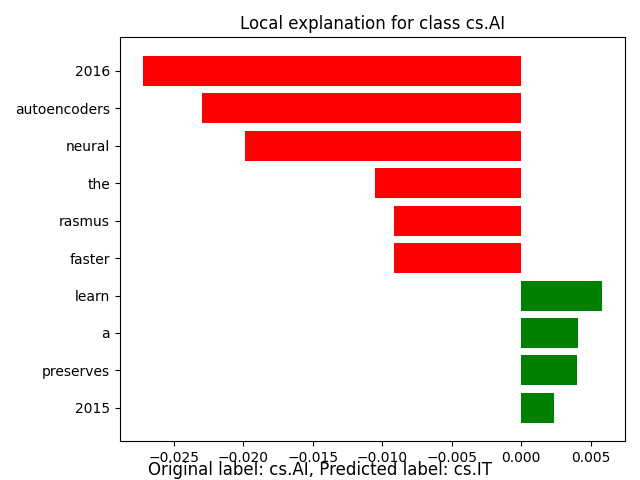 Local explanation for class cs.AI
2016
autoencoders
neural
the
rasmus
faster
learn
a
preserves
2015
−0.025 −0.020 −0.015 −0.010 −0.005 0.000 0.005
Original label: cs.AI, Predicted label: cs.IT